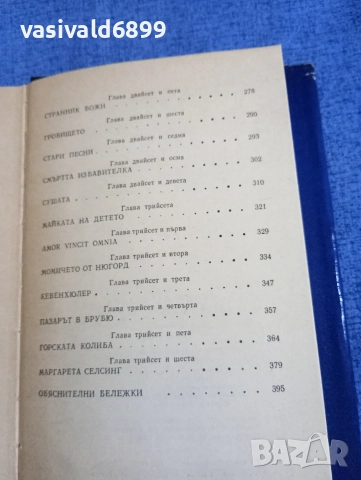 vasivald6899
Глава двайсет и пета
СТРАННИК БОЖИ 278
Глава двайсет и шеста
ГРОБИЩЕТО 290
Глава двайсет и седма
СТАРИ ПЕСНИ 293
Глава двайсет и осма
СМЪРТТА ИЗБАВИТЕЛКА 302
Глава двайсет и девета
СУШАТА 310
Глава трийсета
МАЙКАТА НА ДЕТЕТО 321
Глава трийсет и първа
AMOR VINCIT OMNIA 329
Глава трийсет и втора
МОМИЧЕТО ОТ НЮГОРД 334
Глава трийсет и трета
КЕВЕНХЮЛЕР 347
Глава трийсет и четвърта
ПАЗАРЪТ В БРУБЮ 357
Глава трийсет и пета
ГОРСКАТА КОЛИБА 364
Глава трийсет и шеста
МАРГАРЕТА СЕЛСИНГ 379
ОБЯСНИТЕЛНИ БЕЛЕЖКИ 395
BAZAR.bg